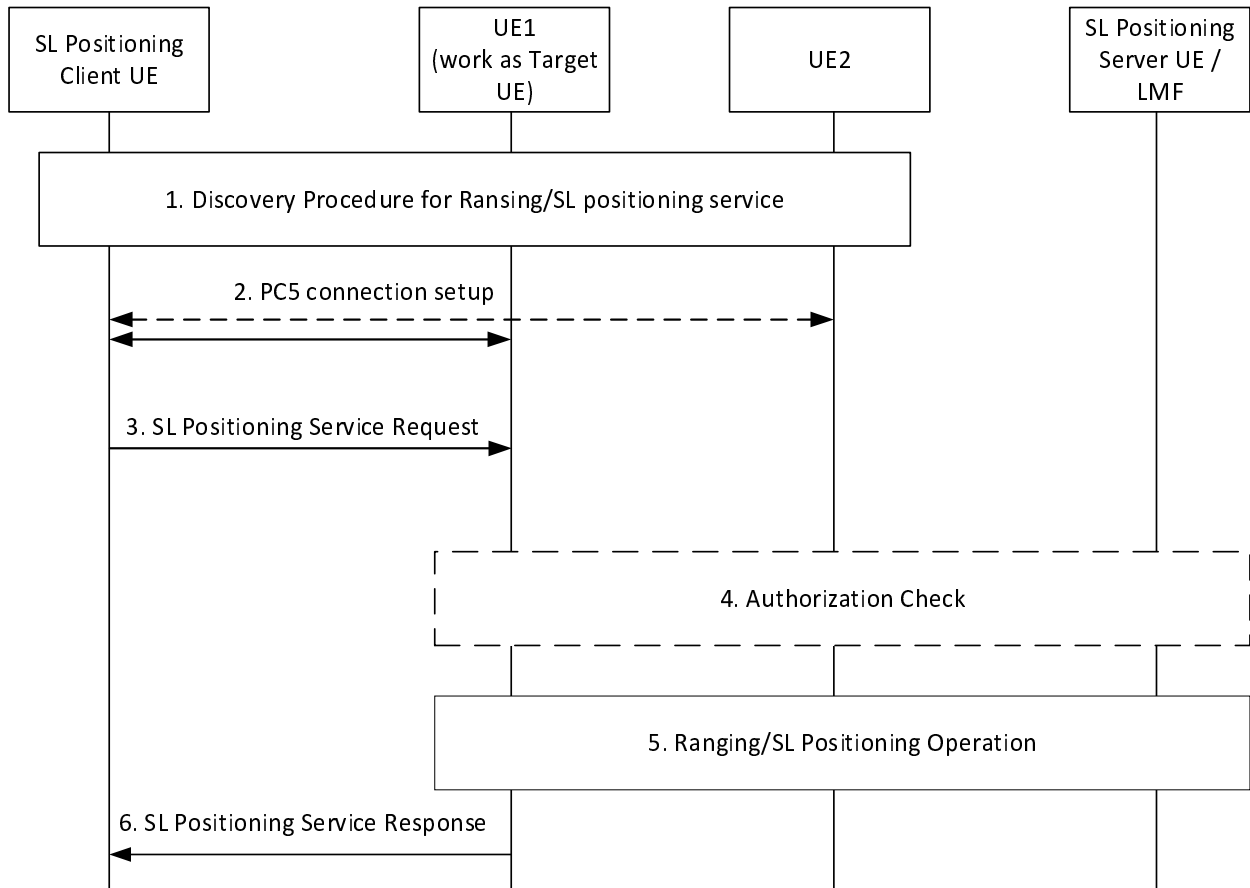 SL Positioning
Client UE
UE1
(work as Target
UE)
UE2
SL Positioning
Server UE /
LMF
1. Discovery Procedure for Ransing/SL positioning service
2. PC5 connection setup
3. SL Positioning Service Request
4. Authorization Check
5. Ranging/SL Positioning Operation
6. SL Positioning Service Response